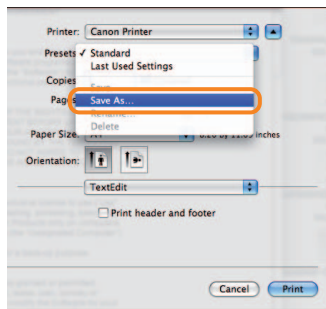 Printer: Canon Printer
Presets ✓ Standard
Last Used Settings
Copies
Save
Pages Save As...
Rename...
Delete
Paper Size: inches
Orientation:
TextEdit
Print header and footer
Cancel Print